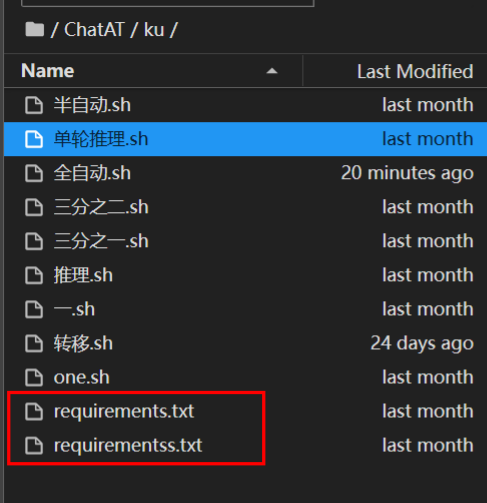 / ChatAT / ku /
Name Last Modified
半自动.sh last month
单轮推理.sh last month
全自动.sh 20 minutes ago
三分之二.sh last month
三分之一.sh last month
推理.sh last month
一.sh last month
转移.sh 24 days ago
one.sh last month
requirements.txt last month
requirementss.txt last month